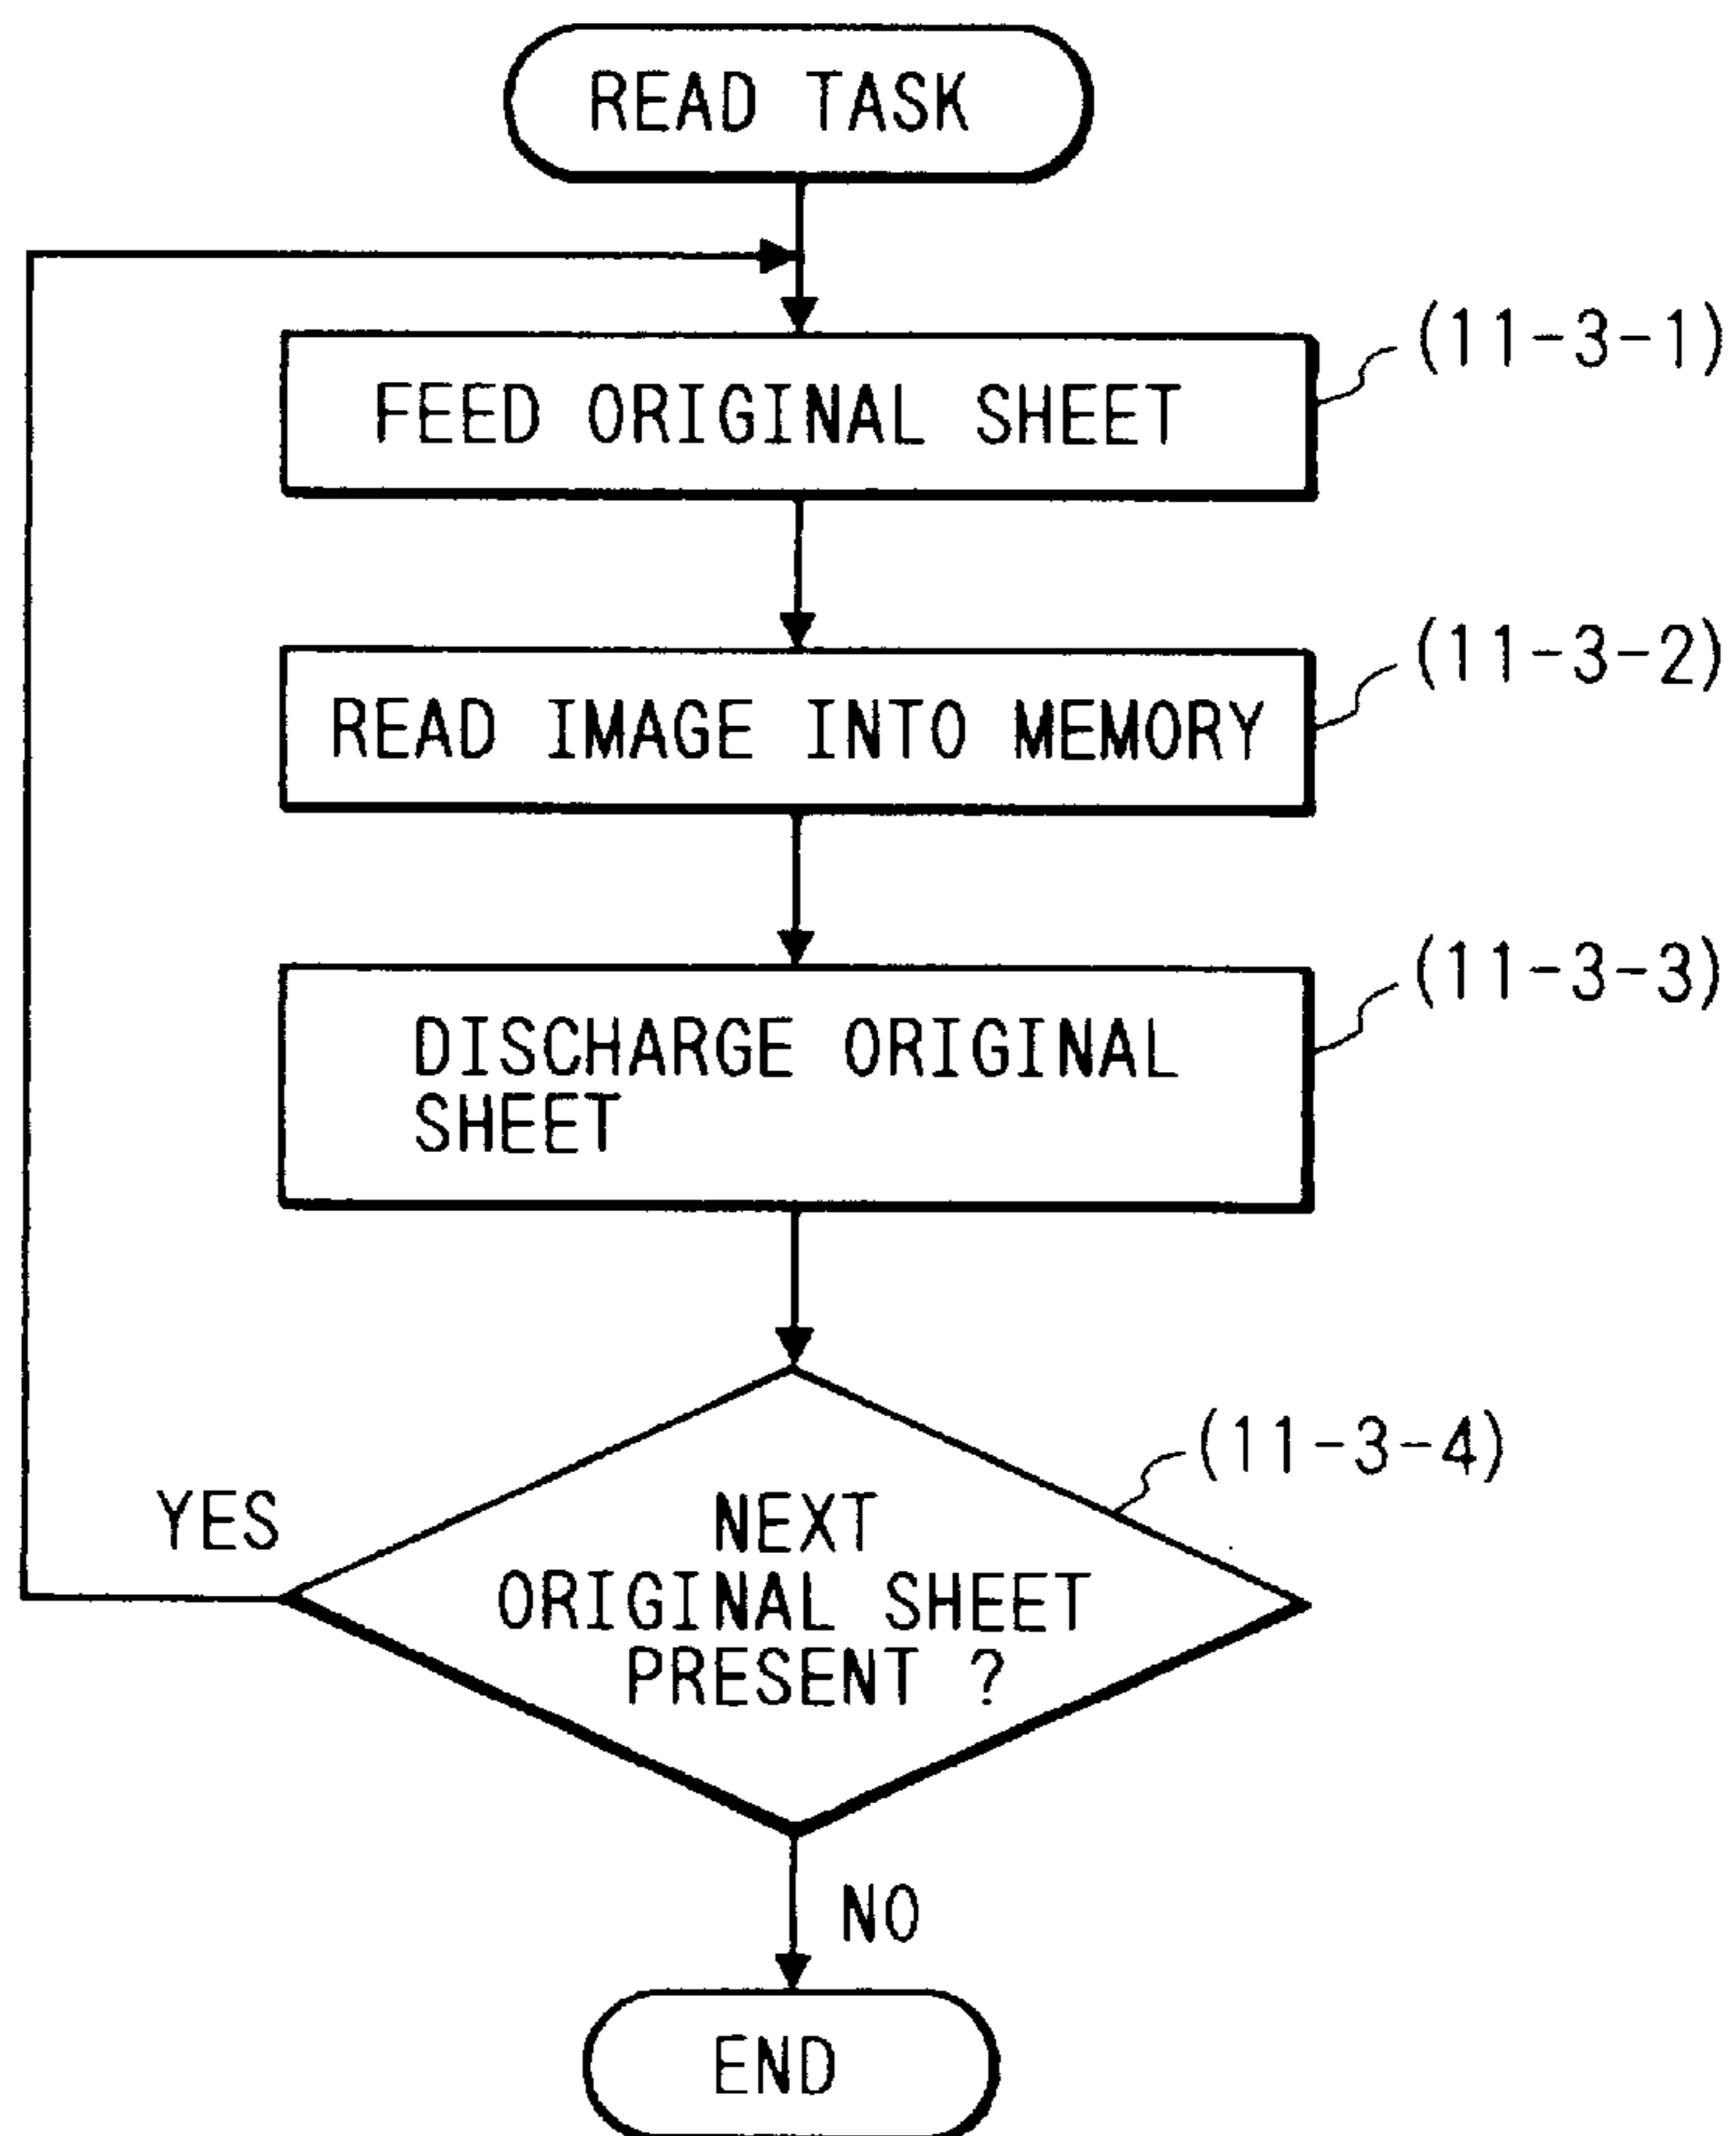 READ TASK
(11-3-1)
FEED ORIGINAL SHEET
(11-3-2)
READ IMAGE INTO MEMORY
(11-3-3)
DISCHARGE ORIGINAL
SHEET
(11-3-4)
YES
NEXT
ORIGINAL SHEET
PRESENT ?
NO
END